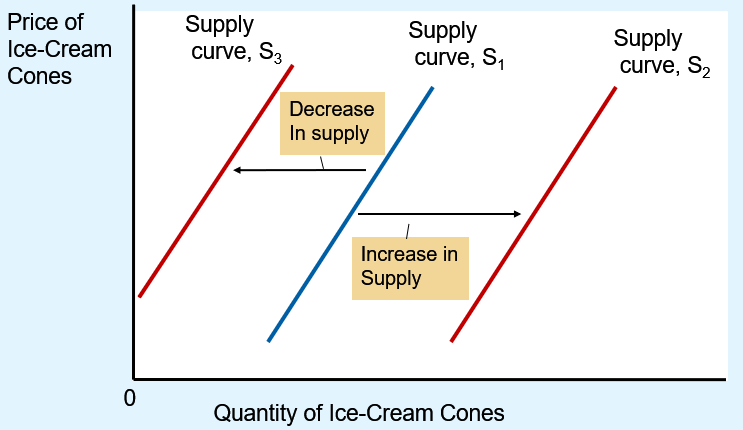 Price of
Ice-Cream
Cones
Supply
curve, S₃
Supply
curve, S₁
Supply
curve, S₂
Decrease
In supply
Increase in
Supply
0
Quantity of Ice-Cream Cones